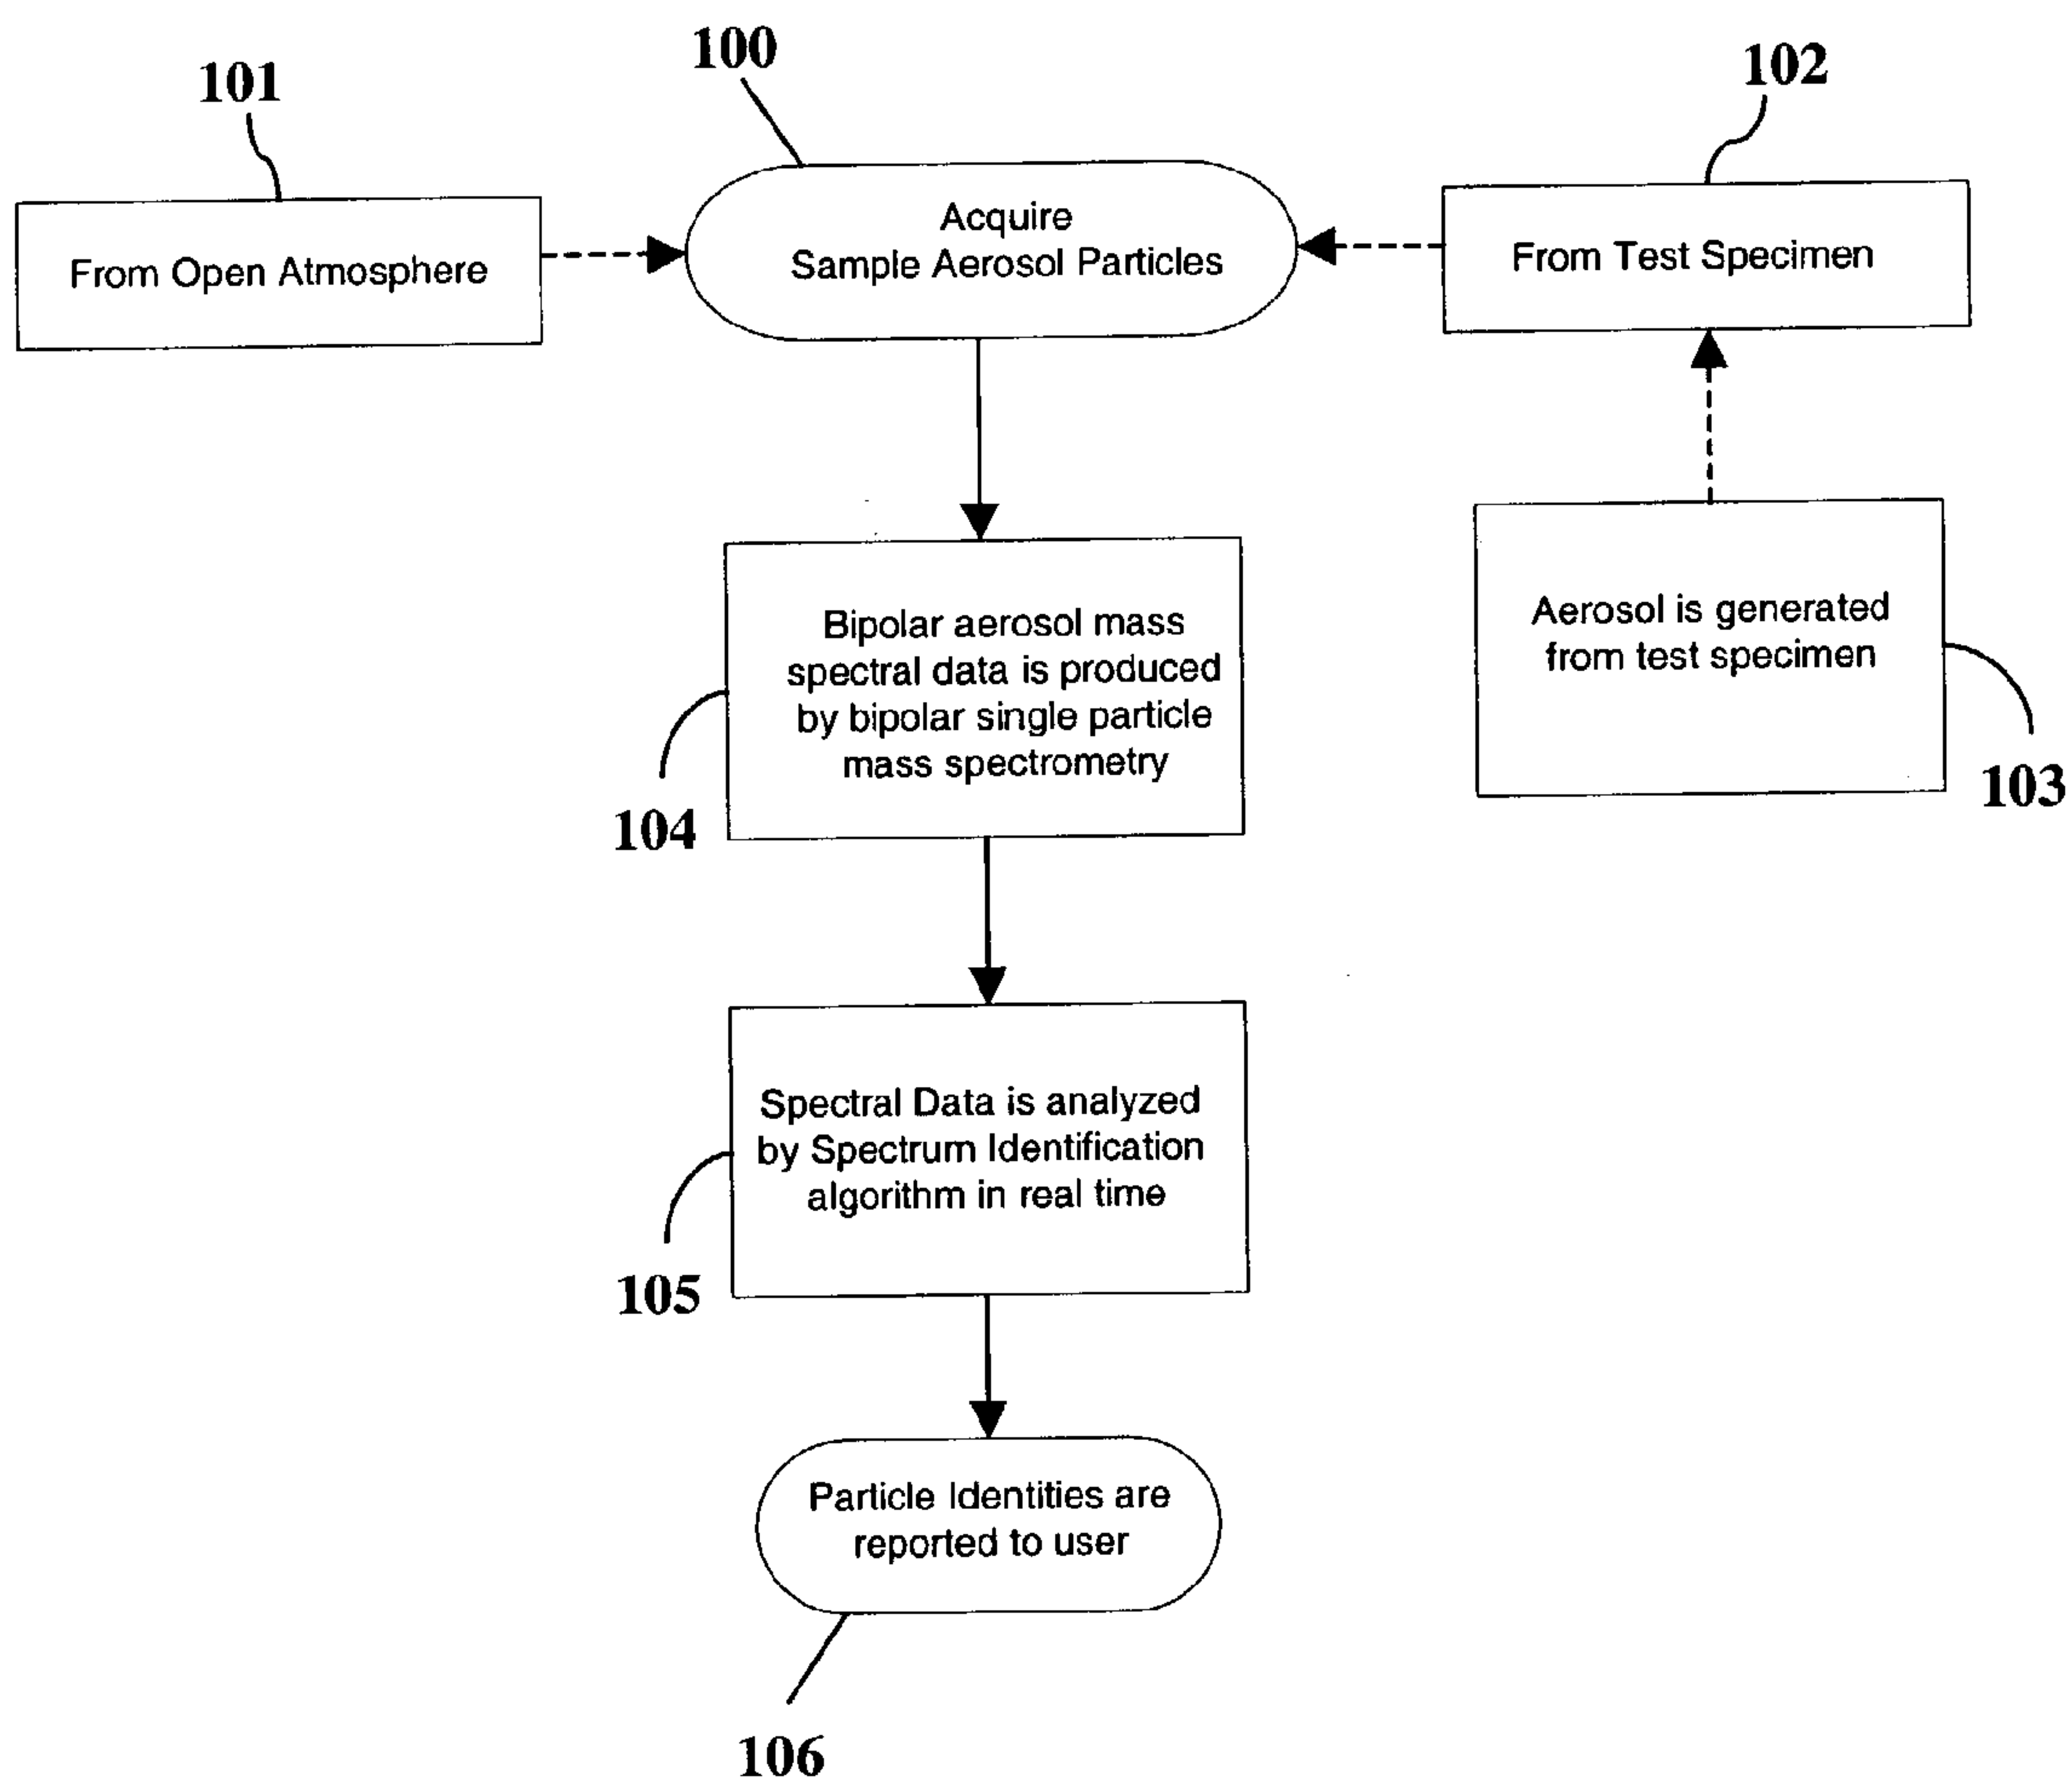 100
101
102
Acquire
Sample Aerosol Particles
From Open Atmosphere
From Test Specimen
Aerosol is generated
from test specimen
103
Bipolar aerosol mass
spectral data is produced
by bipolar single particle
mass spectrometry
104
Spectral Data is analyzed
by Spectrum Identification
algorithm in real time
105
Particle Identities are
reported to user
106